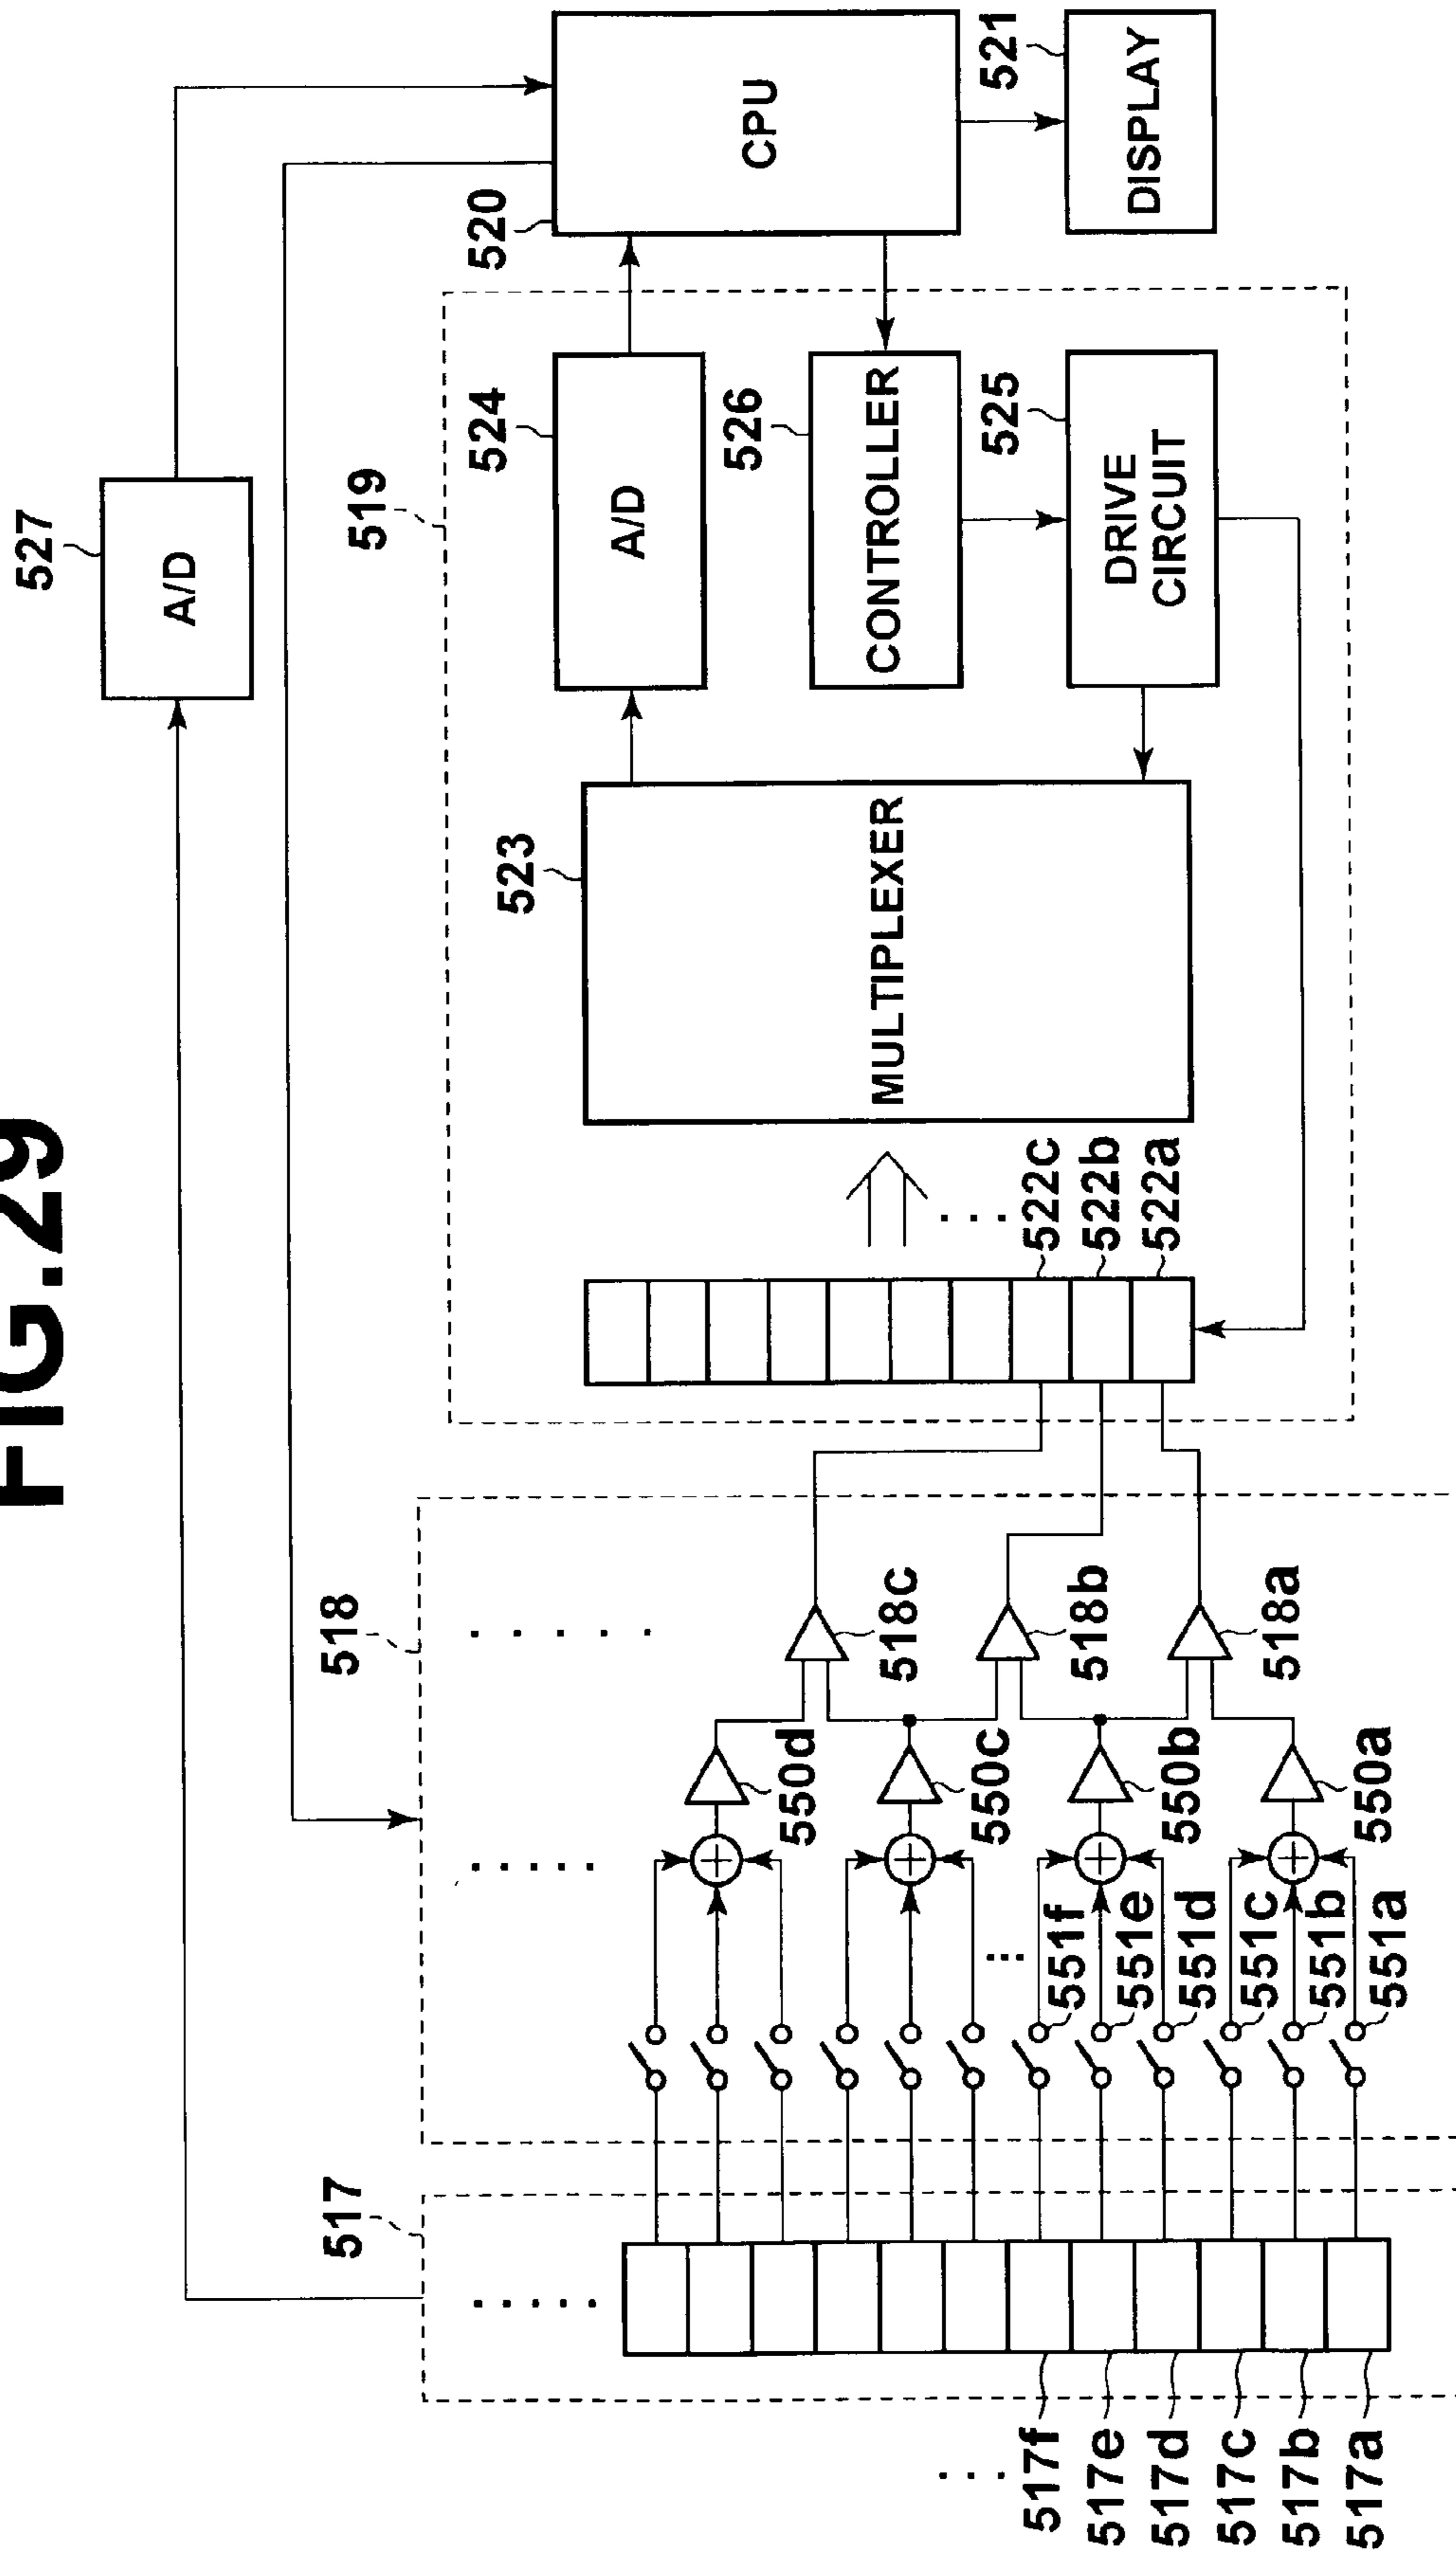 FIG.29
527
A/D
519
524
A/D
520
CPU
526
CONTROLLER
521
DISPLAY
525
DRIVE
CIRCUIT
523
MULTIPLEXER
522c
522b
522a
518
518c
518b
518a
550d
550c
550b
550a
551f
551e
551d
551c
551b
551a
517
517f
517e
517d
517c
517b
517a